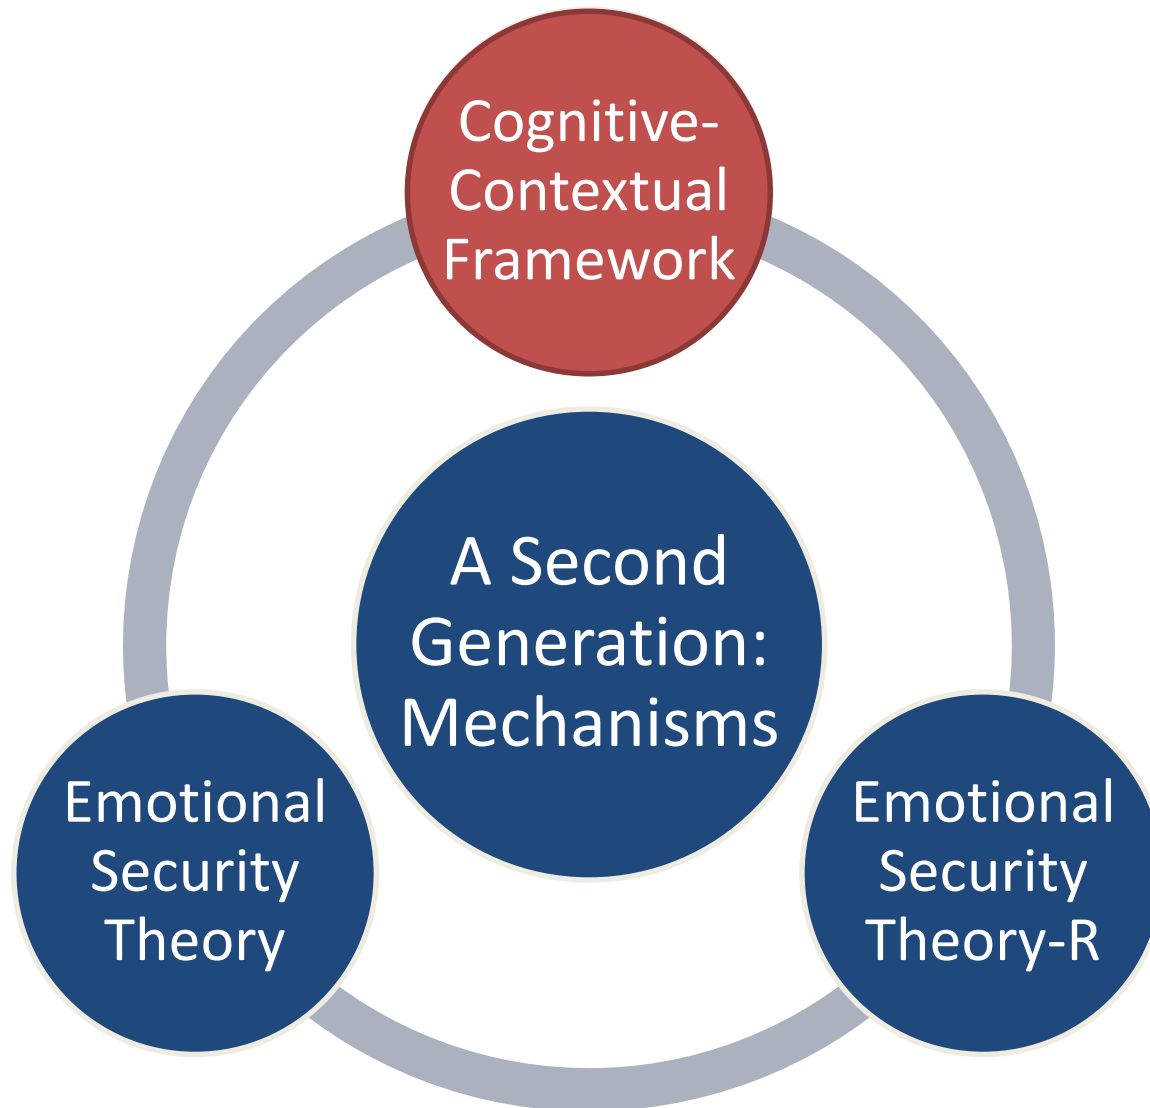 Cognitive-
Contextual
Framework
A Second
Generation:
Mechanisms
Emotional
Security
Theory
Emotional
Security
Theory-R